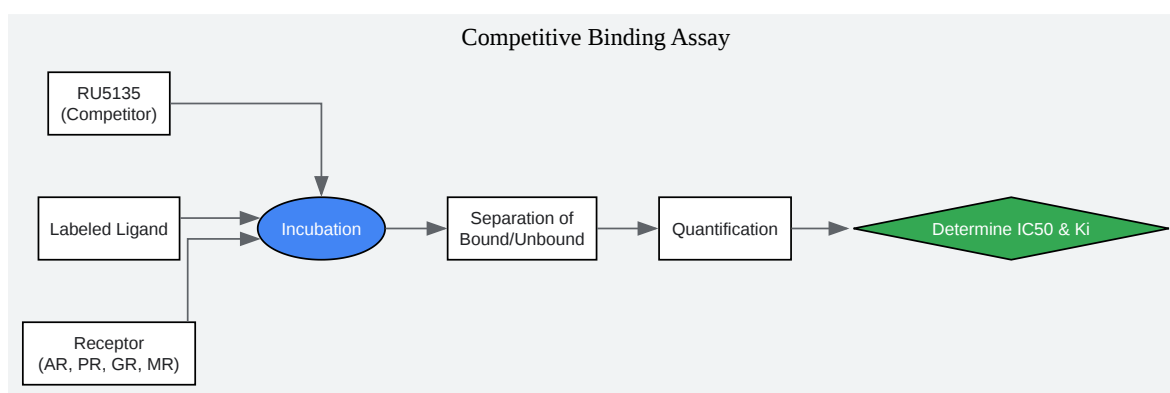 Competitive Binding Assay
RU5135
(Competitor)
Labeled Ligand
Incubation
Separation of
Bound/Unbound
Quantification
Determine IC50 & Ki
Receptor
(AR, PR, GR, MR)